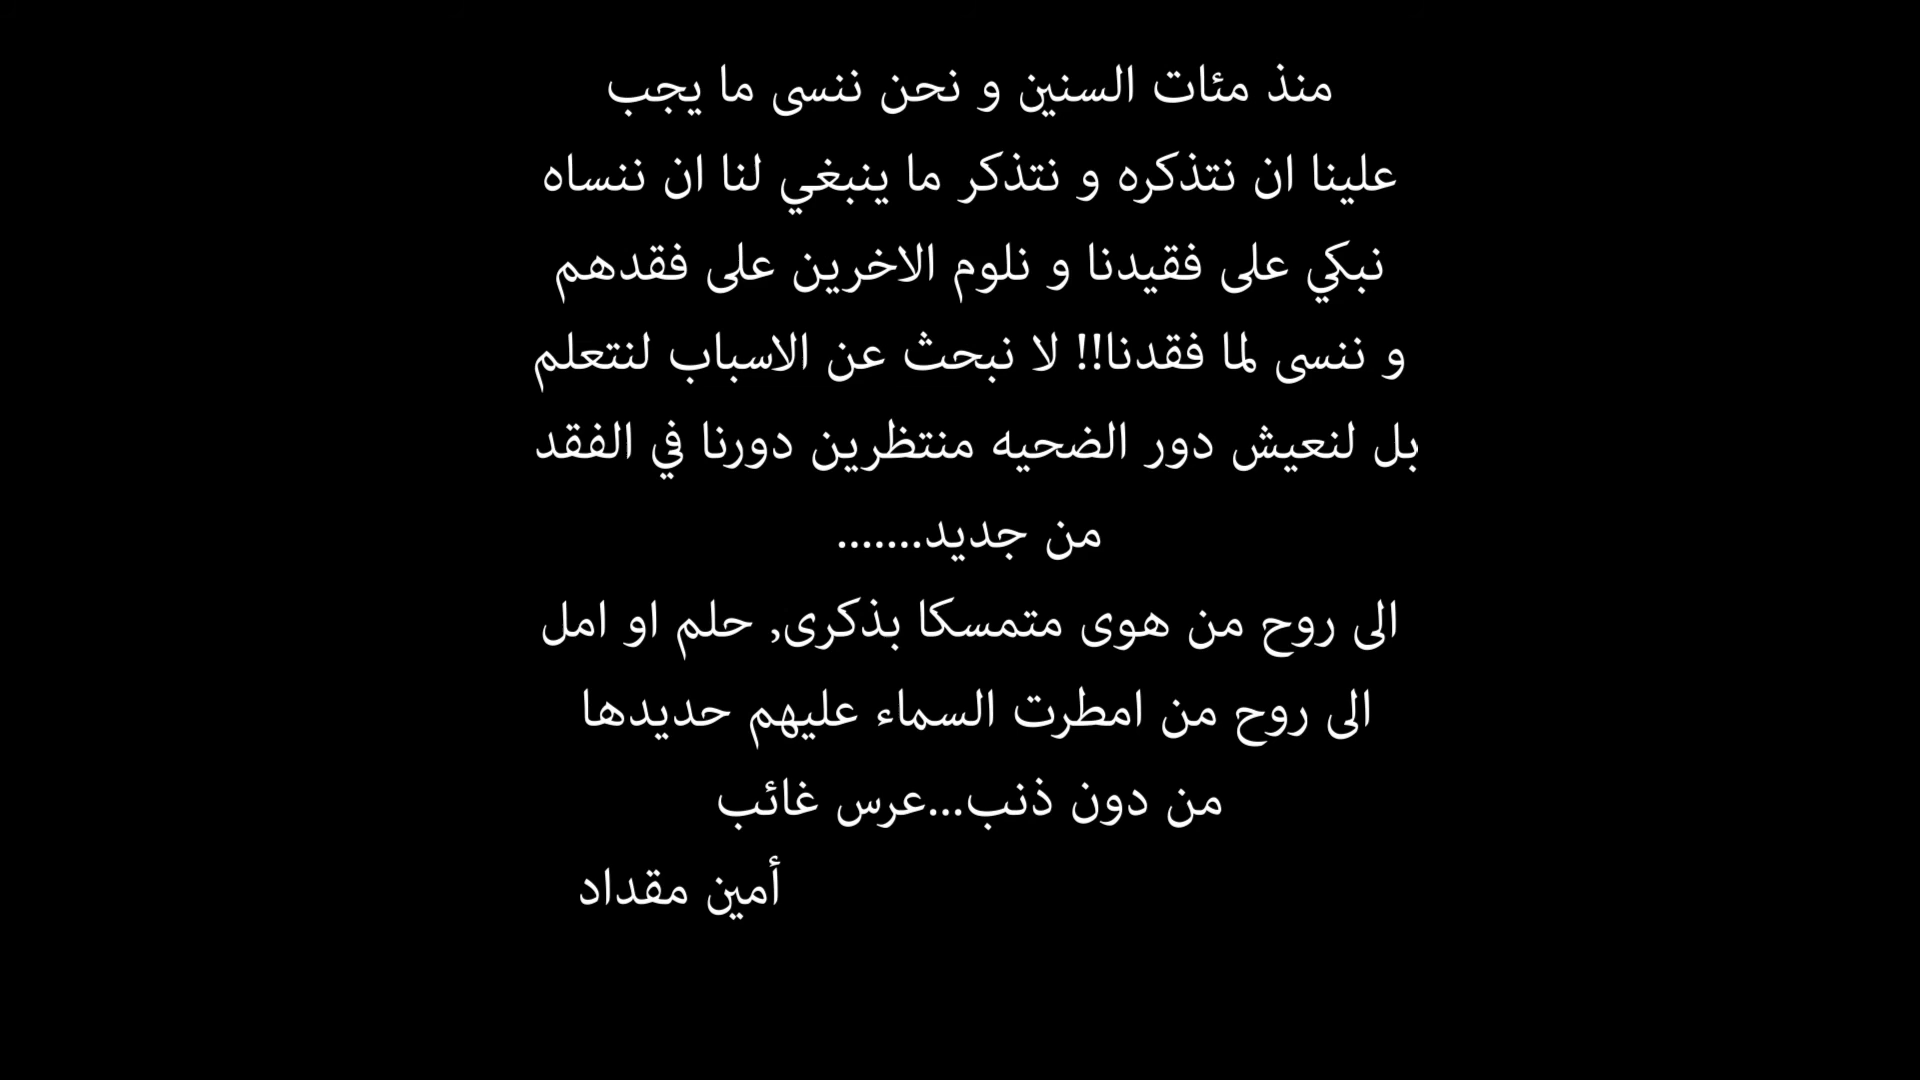 منذ مئات السنين و نحن ننسى ما يجب
علينا ان نتذكره و نتذكر ما ينبغي لنا ان ننساه
نبكي على فقيدنا و نلوم الاخرين على فقدهم
و ننسى لما فقدنا!! لا نبحث عن الاسباب لنتعلم
بل لنعيش دور الضحيه منتظرين دورنا في الفقد
من جديد.......
الى روح من هوى متمسكا بذكرى, حلم او امل
الى روح من امطرت السماء عليهم حديدها
من دون ذنب...عرس غائب
أمين مقداد